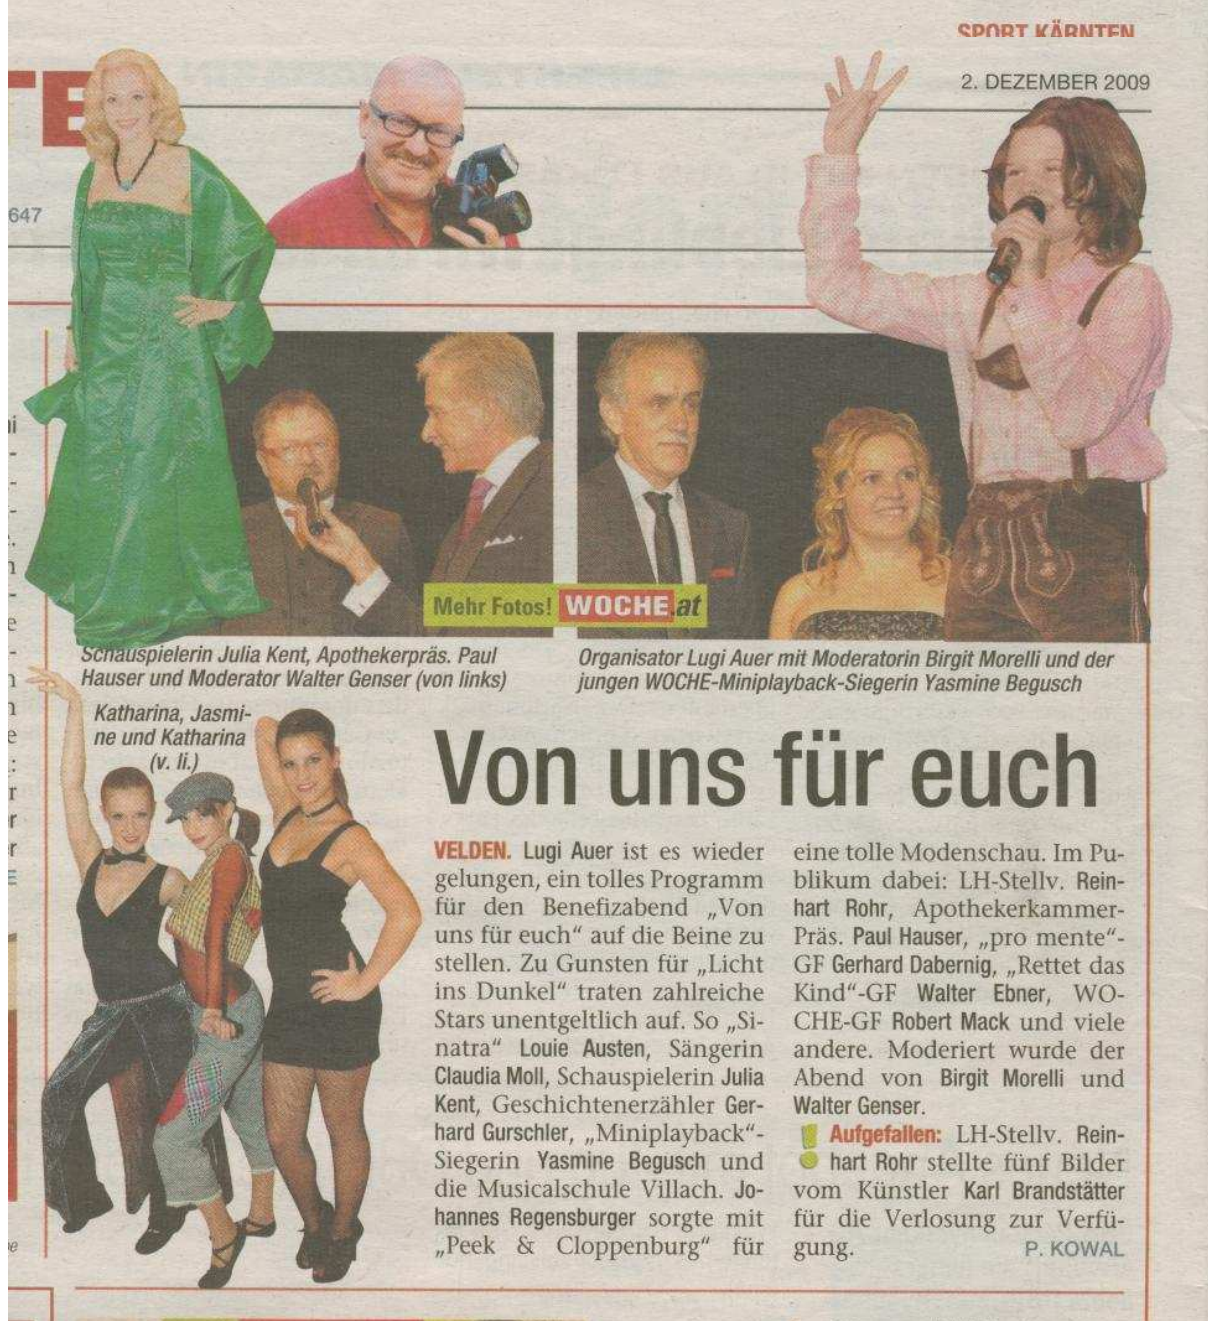 SPORT KÄRNTEN
2. DEZEMBER 2009
TE
647
Mehr Fotos! WOCHE.at
Schauspielerin Julia Kent, Apothekerpräs. Paul
Hauser und Moderator Walter Genser (von links)
Organisator Lugi Auer mit Moderatorin Birgit Morelli und der
jungen WOCHE-Miniplayback-Siegerin Yasmine Begusch
Katharina, Jasmi-
ne und Katharina
(v. li.)
Von uns für euch
VELDEN. Lugi Auer ist es wieder
gelungen, ein tolles Programm
für den Benefizabend „Von
uns für euch“ auf die Beine zu
stellen. Zu Gunsten für „Licht
ins Dunkel“ traten zahlreiche
Stars unentgeltlich auf. So „Si-
natra“ Louie Austen, Sängerin
Claudia Moll, Schauspielerin Julia
Kent, Geschichtenerzähler Ger-
hard Gurschler, „Miniplayback“-
Siegerin Yasmine Begusch und
die Musicalschule Villach. Jo-
hannes Regensburger sorgte mit
„Peek & Cloppenburg“ für
eine tolle Modenschau. Im Pu-
blikum dabei: LH-Stellv. Rein-
hart Rohr, Apothekerkammer-
Präs. Paul Hauser, „pro mente“-
GF Gerhard Dabernig, „Rettet das
Kind“-GF Walter Ebner, WO-
CHE-GF Robert Mack und viele
andere. Moderiert wurde der
Abend von Birgit Morelli und
Walter Genser.
! Aufgefallen: LH-Stellv. Rein-
hart Rohr stellte fünf Bilder
vom Künstler Karl Brandstätter
für die Verlosung zur Verfü-
gung. P. KOWAL